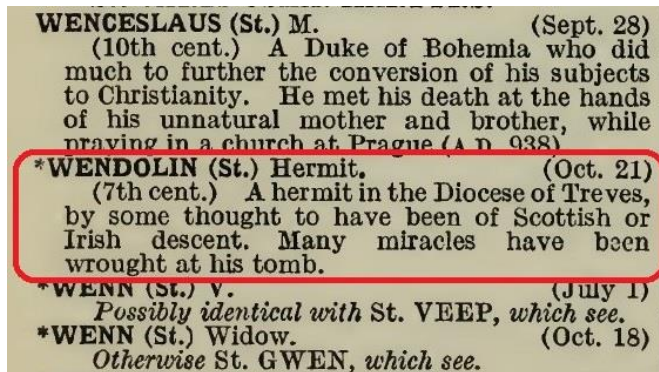 WENCESLAUS (St.) M. (Sept. 28)
(10th cent.) A Duke of Bohemia who did
much to further the conversion of his subjects
to Christianity. He met his death at the hands
of his unnatural mother and brother, while
praying in a church at Prague (A.D. 938).
*WENDOLIN (St.) Hermit. (Oct. 21)
(7th cent.) A hermit in the Diocese of Treves,
by some thought to have been of Scottish or
Irish descent. Many miracles have been
wrought at his tomb.
*WENN (St.) V. (July 1)
Possibly identical with St. VEEP, which see.
*WENN (St.) Widow. (Oct. 18)
Otherwise St. GWEN, which see.